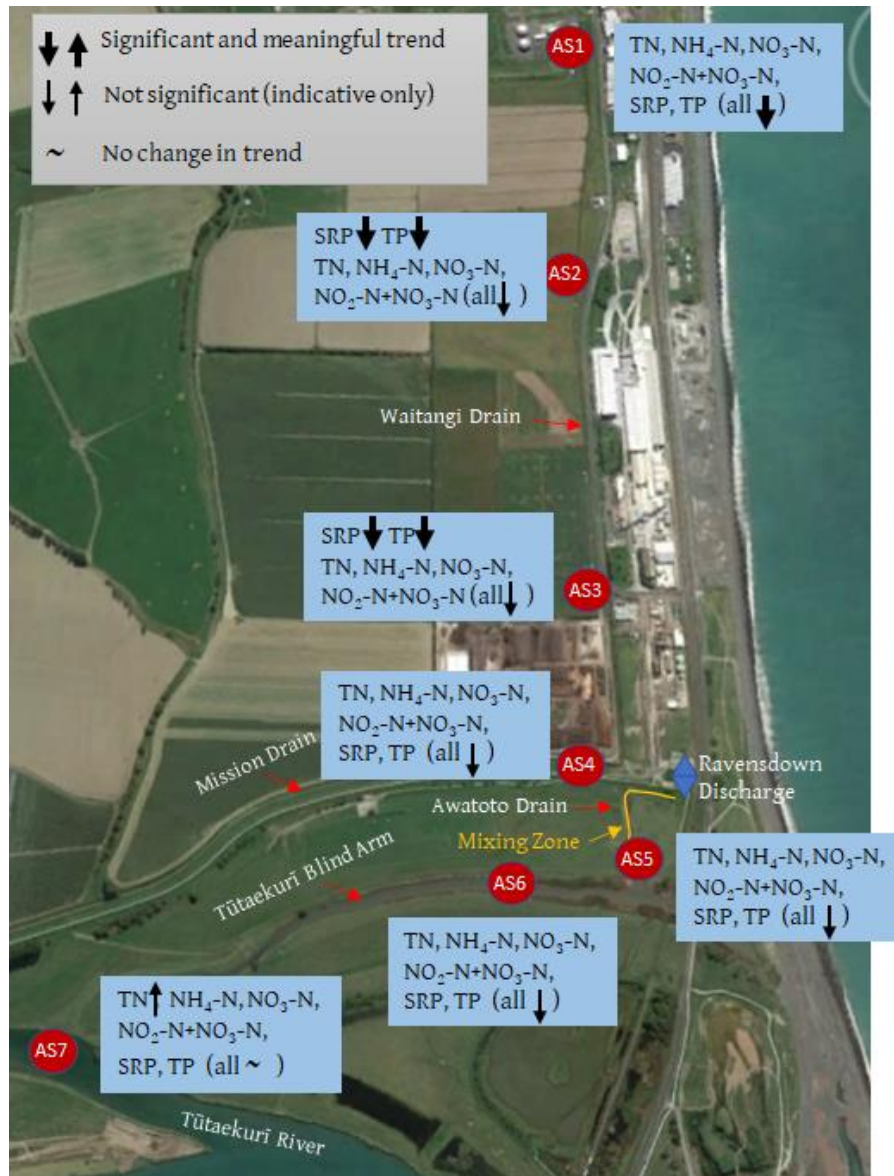 ↓ ↑ Significant and meaningful trend
↓ ↑ Not significant (indicative only)
~ No change in trend
AS1
TN, NH₄-N, NO₃-N,
NO₂-N+NO₃-N,
SRP, TP (all ↓ )
SRP ↓ TP ↓
TN, NH₄-N, NO₃-N,
NO₂-N+NO₃-N (all ↓ )
AS2
Waitangi Drain
SRP ↓ TP ↓
TN, NH₄-N, NO₃-N,
NO₂-N+NO₃-N (all ↓ )
AS3
TN, NH₄-N, NO₃-N,
NO₂-N+NO₃-N,
SRP, TP (all ↓ )
AS4
Mission Drain
Ravensdown
Discharge
Awatoto Drain
Mixing Zone
AS5
TN, NH₄-N, NO₃-N,
NO₂-N+NO₃-N,
SRP, TP (all ↓ )
Tūtaekurī Blind Arm
AS6
TN, NH₄-N, NO₃-N,
NO₂-N+NO₃-N,
SRP, TP (all ↓ )
TN ↑ NH₄-N, NO₃-N,
NO₂-N+NO₃-N,
SRP, TP (all ~ )
AS7
Tūtaekurī River